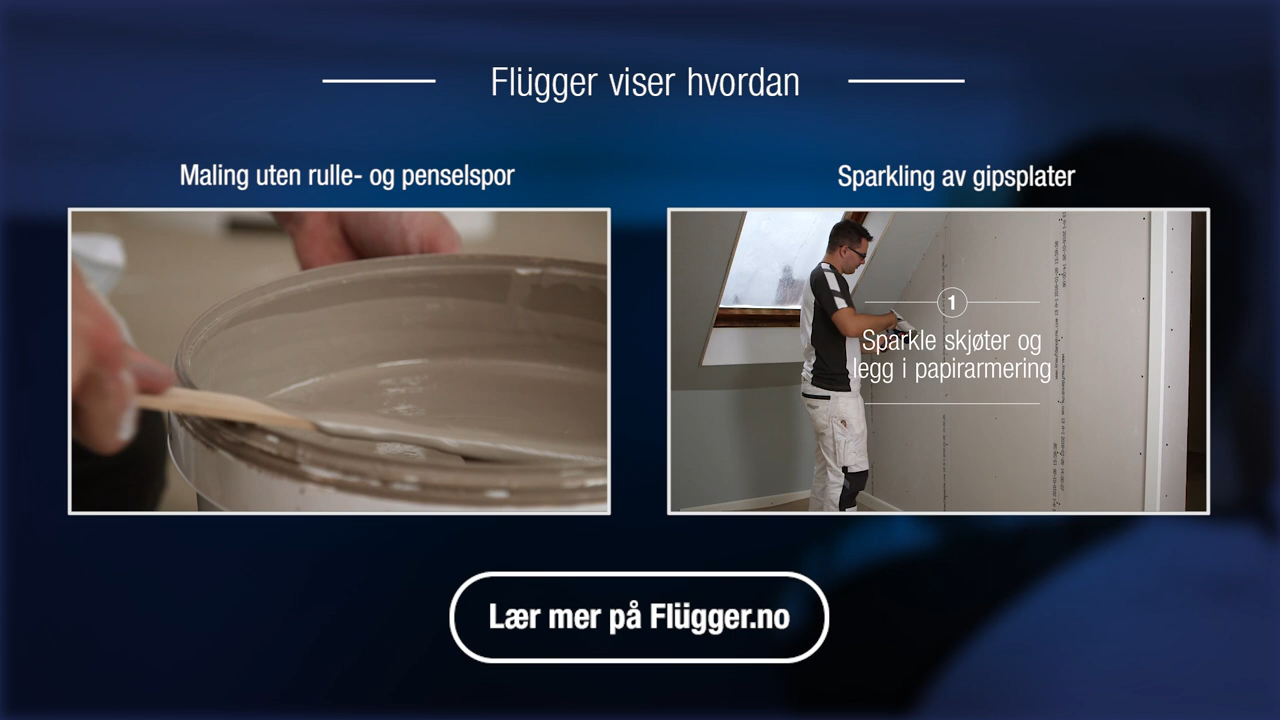 Flügger viser hvordan
Maling uten rulle- og penselspor
Sparkling av gipsplater
1
Sparkle skjøter og
legg i papirarmering
Lær mer på Flügger.no